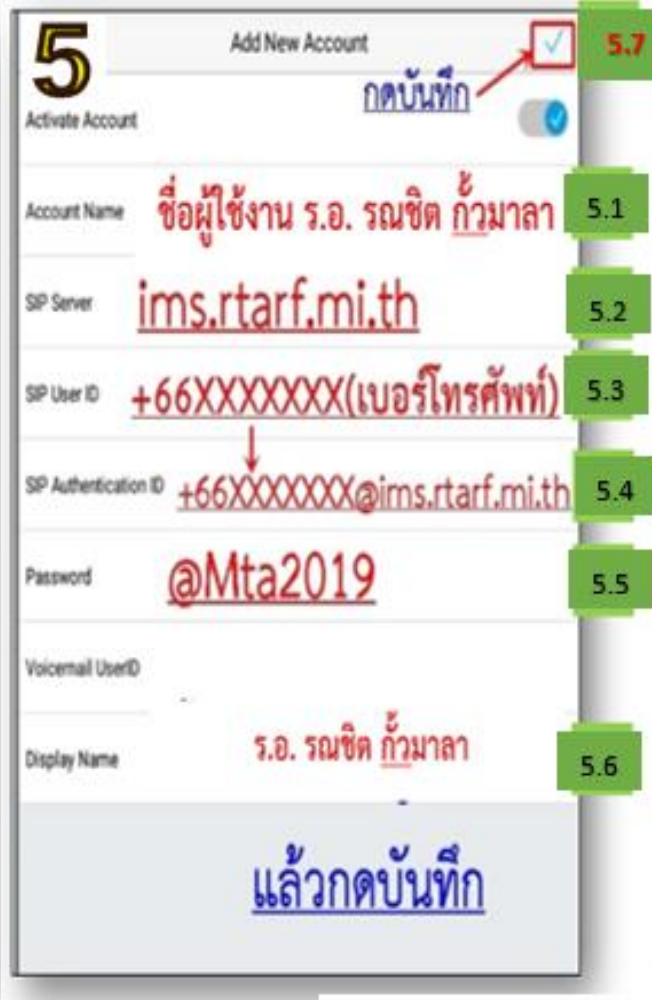 5
Add New Account
5.7
กดบันทึก
Activate Account
Account Name ชื่อผู้ใช้งาน ร.อ. รณชิต กั้วมาลา 5.1
SIP Server ims.rtarf.mi.th 5.2
SIP User ID +66XXXXXXX(เบอร์โทรศัพท์) 5.3
SIP Authentication ID +66XXXXXXX@ims.rtarf.mi.th 5.4
Password @Mta2019 5.5
Voicemail UserID
Display Name ร.อ. รณชิต กั้วมาลา 5.6
แล้วกดบันทึก